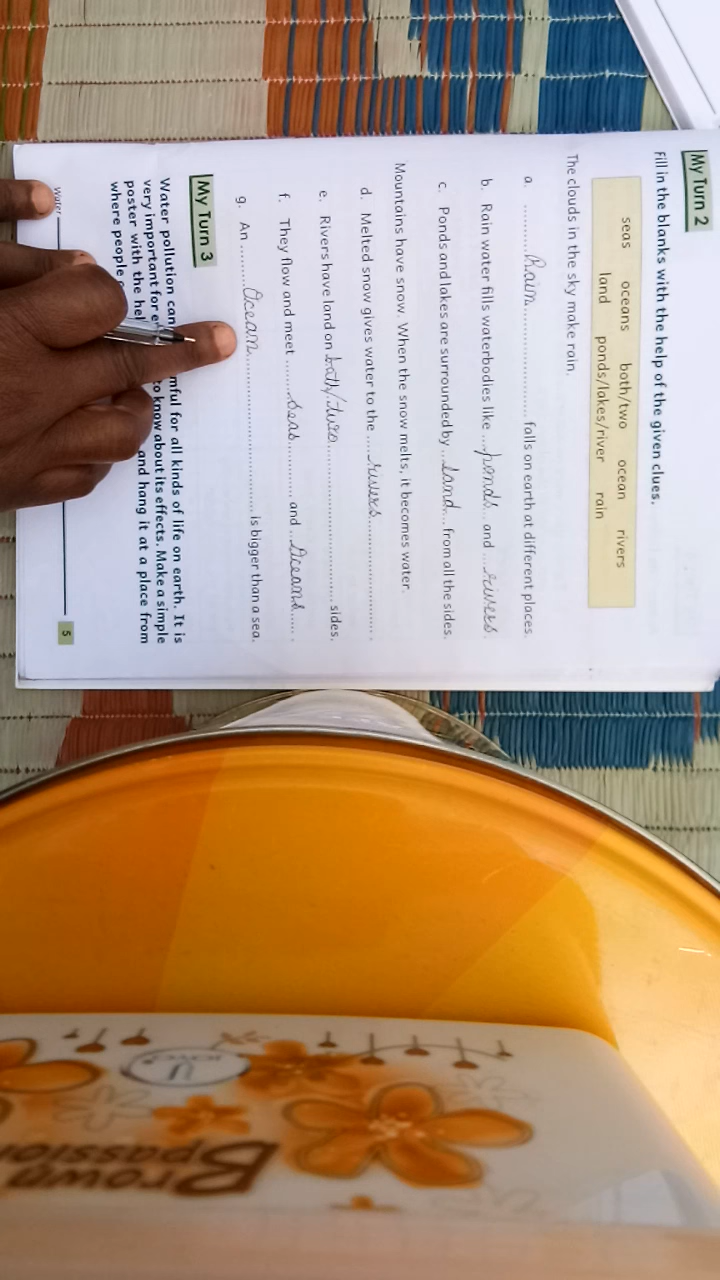 My Turn 2
Fill in the blanks with the help of the given clues.
seas oceans both/two ocean rivers
land ponds/lakes/river rain
The clouds in the sky make rain.
a. ..........Rain.......... falls on earth at different places.
b. Rain water fills waterbodies like ...ponds... and ...rivers.
c. Ponds and lakes are surrounded by ...land... from all the sides.
Mountains have snow. When the snow melts, it becomes water.
d. Melted snow gives water to the ...rivers...........
e. Rivers have land on both/two.......... sides.
f. They flow and meet ......seas...... and ...Oceans....
g. An ..........Ocean.......... is bigger than a sea.
My Turn 3
Water pollution can mful for all kinds of life on earth. It is
very important for to know about its effects. Make a simple
poster with the and hang it at a place from
where people
Water
5
Brown
passion